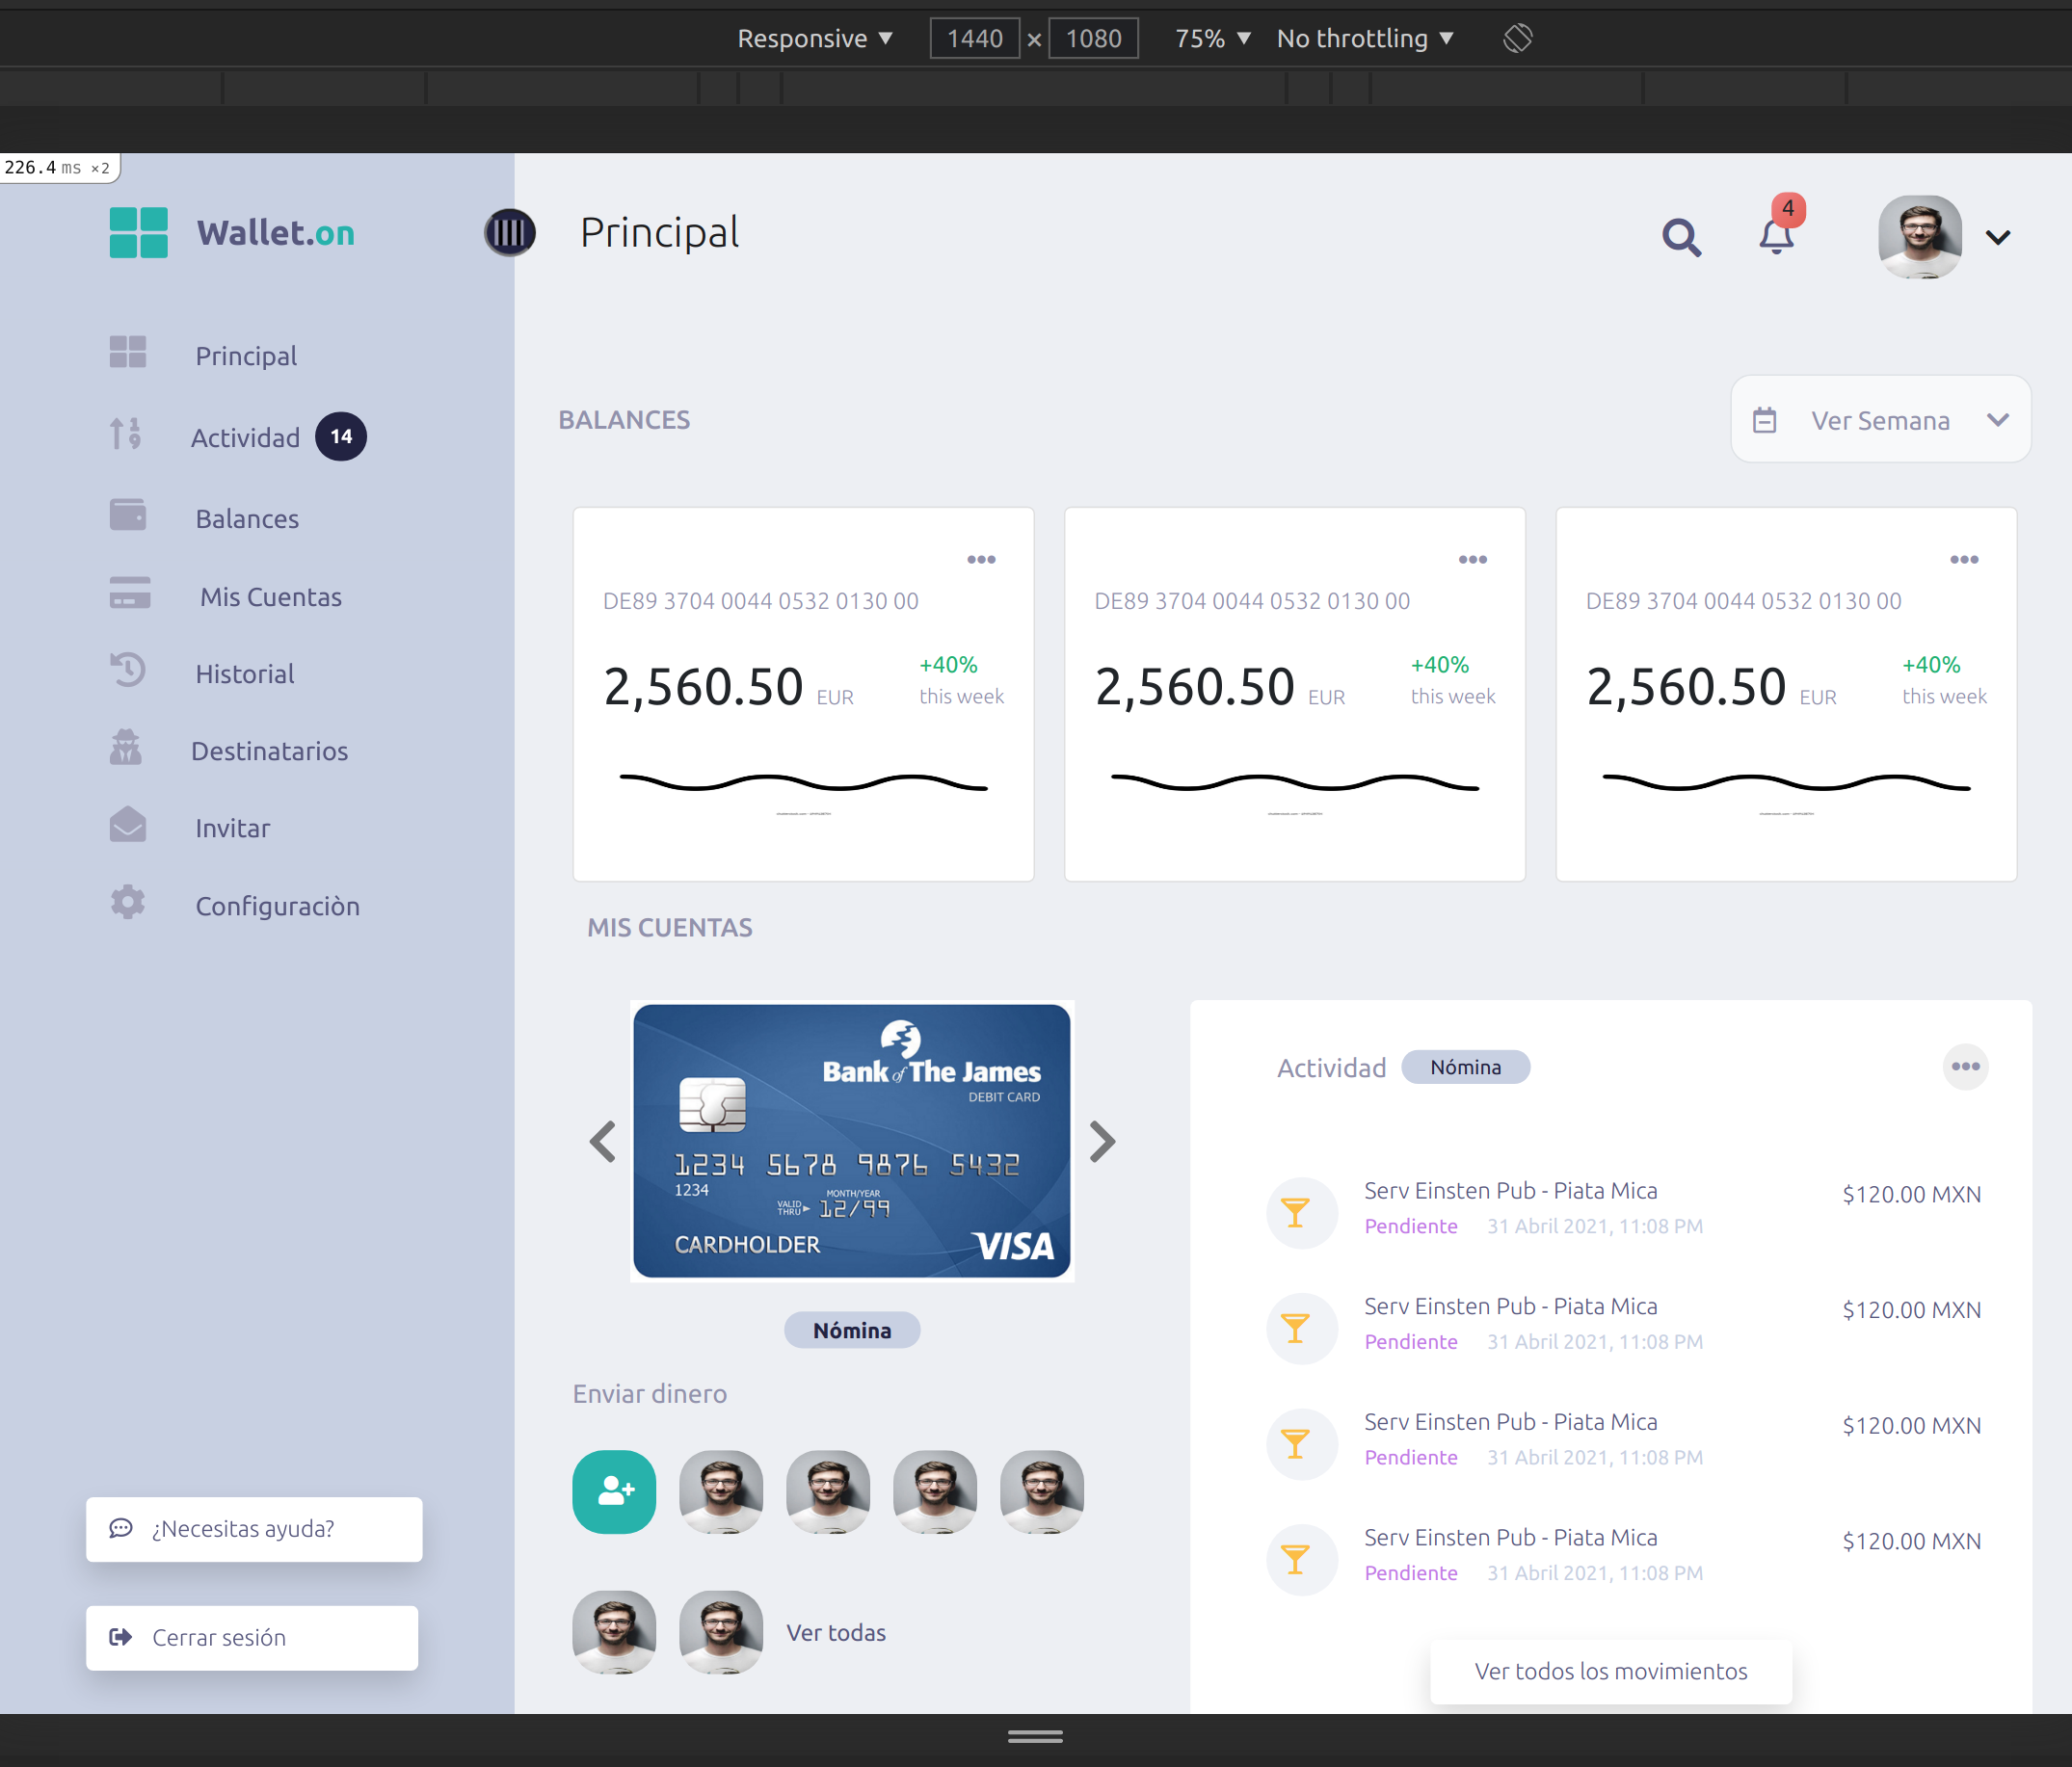 Responsive ▼ 1440 × 1080 75% ▼ No throttling ▼
226.4 ms ×2
Wallet.on
Principal
4
Principal
Actividad 14
Balances
Mis Cuentas
Historial
Destinatarios
Invitar
Configuraciòn
¿Necesitas ayuda?
Cerrar sesión
BALANCES
Ver Semana
DE89 3704 0044 0532 0130 00
2,560.50 EUR
+40%
this week
DE89 3704 0044 0532 0130 00
2,560.50 EUR
+40%
this week
DE89 3704 0044 0532 0130 00
2,560.50 EUR
+40%
this week
MIS CUENTAS
Bank of The James
DEBIT CARD
1234 5678 9876 5432
1234
MONTH/YEAR
VALID THRU 12/99
CARDHOLDER
VISA
Nómina
Enviar dinero
Ver todas
Actividad Nómina
Serv Einsten Pub - Piata Mica
$120.00 MXN
Pendiente 31 Abril 2021, 11:08 PM
Serv Einsten Pub - Piata Mica
$120.00 MXN
Pendiente 31 Abril 2021, 11:08 PM
Serv Einsten Pub - Piata Mica
$120.00 MXN
Pendiente 31 Abril 2021, 11:08 PM
Serv Einsten Pub - Piata Mica
$120.00 MXN
Pendiente 31 Abril 2021, 11:08 PM
Ver todos los movimientos